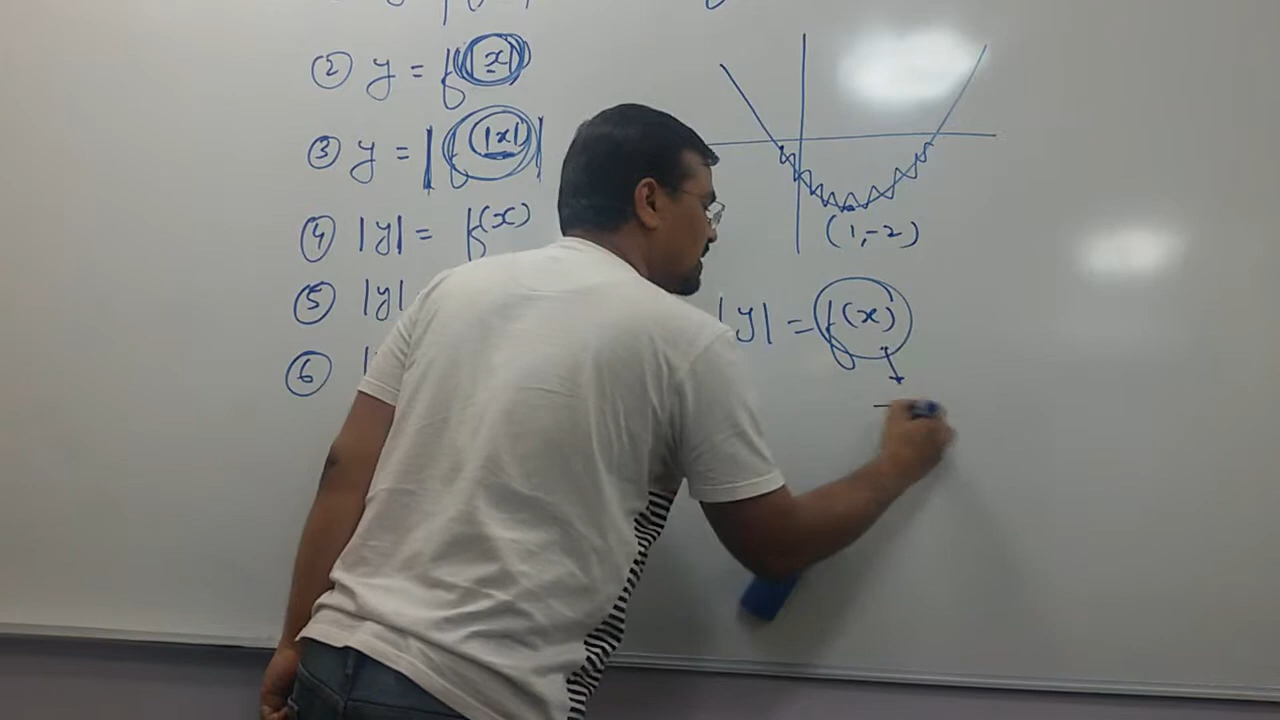 ② y = f(|x|)
③ y = |f(|x|)|
④ |y| = f(x)
⑤ |y|
⑥ |
(1,-2)
|y| = f(x)